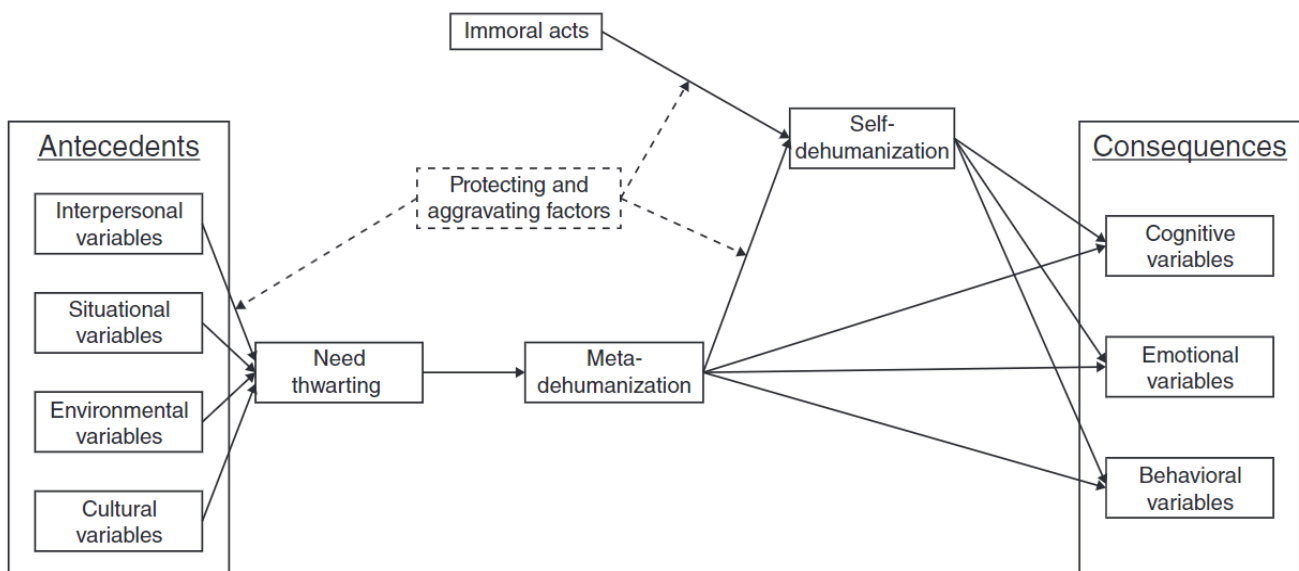 Immoral acts
Antecedents
Interpersonal
variables
Situational
variables
Environmental
variables
Cultural
variables
Protecting and
aggravating factors
Need
thwarting
Meta-
dehumanization
Self-
dehumanization
Consequences
Cognitive
variables
Emotional
variables
Behavioral
variables